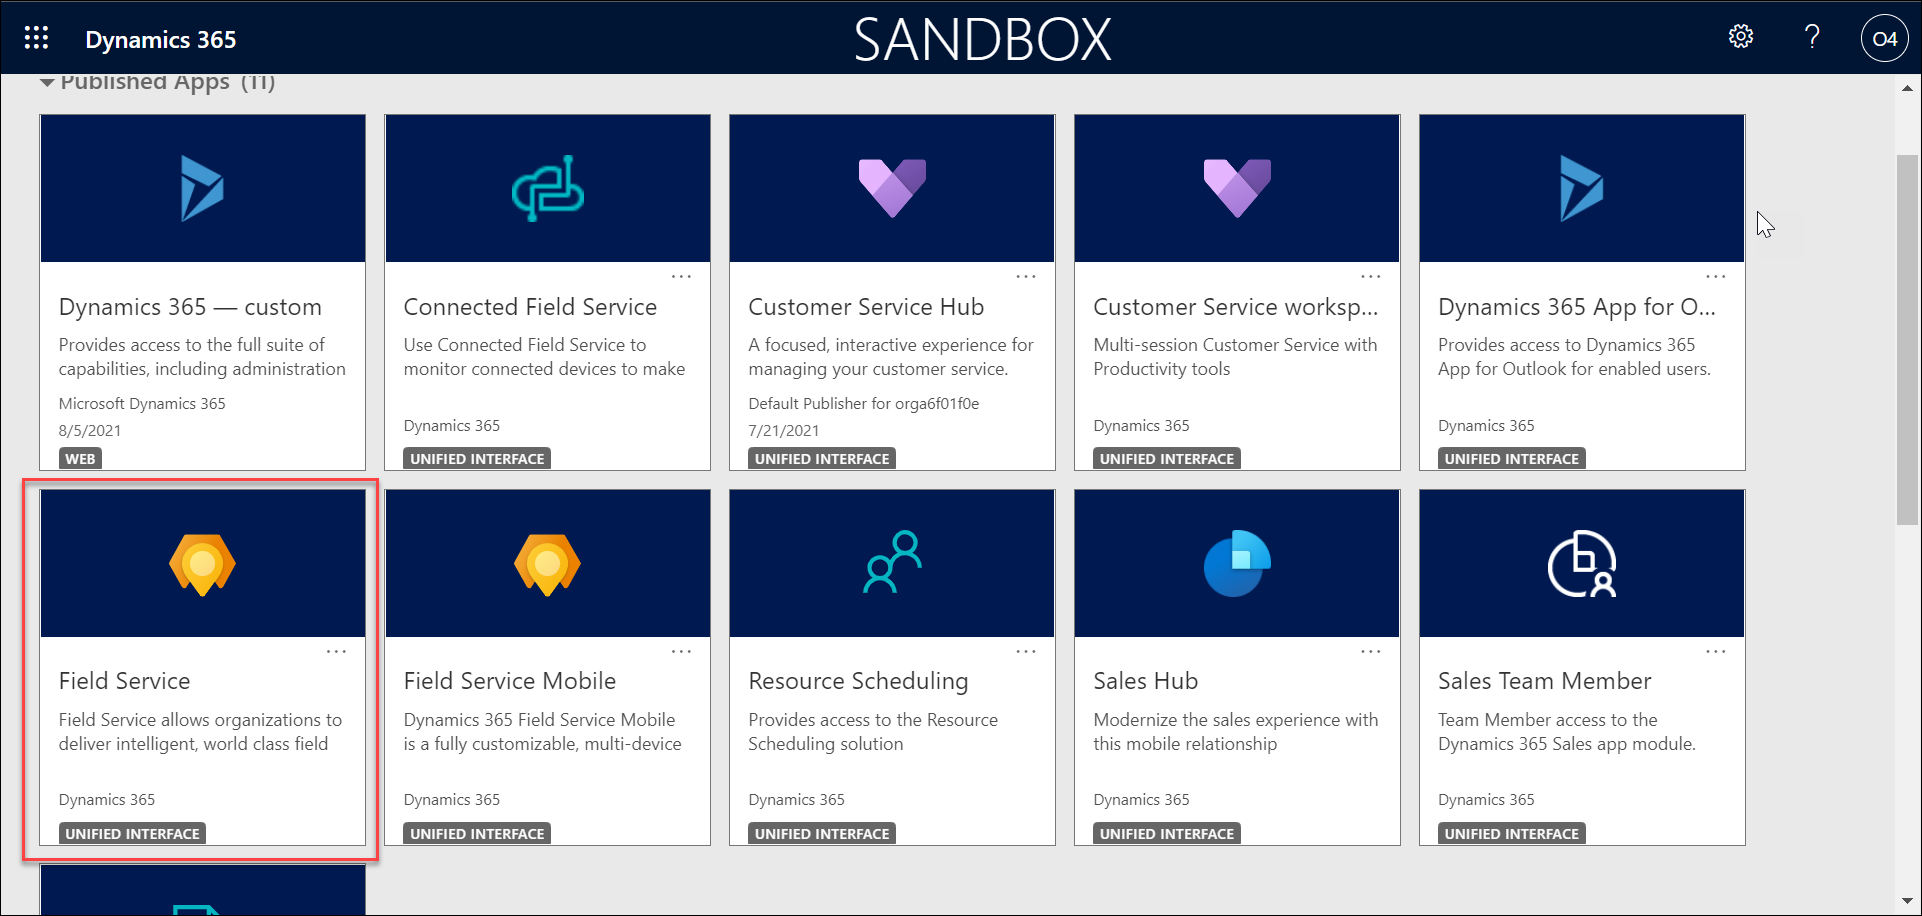 Dynamics 365
SANDBOX
?
O4
Published Apps (11)
Dynamics 365 — custom
Provides access to the full suite of
capabilities, including administration
Microsoft Dynamics 365
8/5/2021
WEB
...
Connected Field Service
Use Connected Field Service to
monitor connected devices to make
Dynamics 365
UNIFIED INTERFACE
...
Customer Service Hub
A focused, interactive experience for
managing your customer service.
Default Publisher for orga6f01f0e
7/21/2021
UNIFIED INTERFACE
...
Customer Service worksp...
Multi-session Customer Service with
Productivity tools
Dynamics 365
UNIFIED INTERFACE
...
Dynamics 365 App for O...
Provides access to Dynamics 365
App for Outlook for enabled users.
Dynamics 365
UNIFIED INTERFACE
...
Field Service
Field Service allows organizations to
deliver intelligent, world class field
Dynamics 365
UNIFIED INTERFACE
...
Field Service Mobile
Dynamics 365 Field Service Mobile
is a fully customizable, multi-device
Dynamics 365
UNIFIED INTERFACE
...
Resource Scheduling
Provides access to the Resource
Scheduling solution
Dynamics 365
UNIFIED INTERFACE
...
Sales Hub
Modernize the sales experience with
this mobile relationship
Dynamics 365
UNIFIED INTERFACE
...
Sales Team Member
Team Member access to the
Dynamics 365 Sales app module.
Dynamics 365
UNIFIED INTERFACE